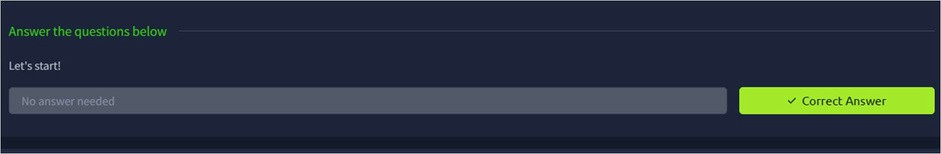 Answer the questions below
Let's start!
No answer needed
✓ Correct Answer